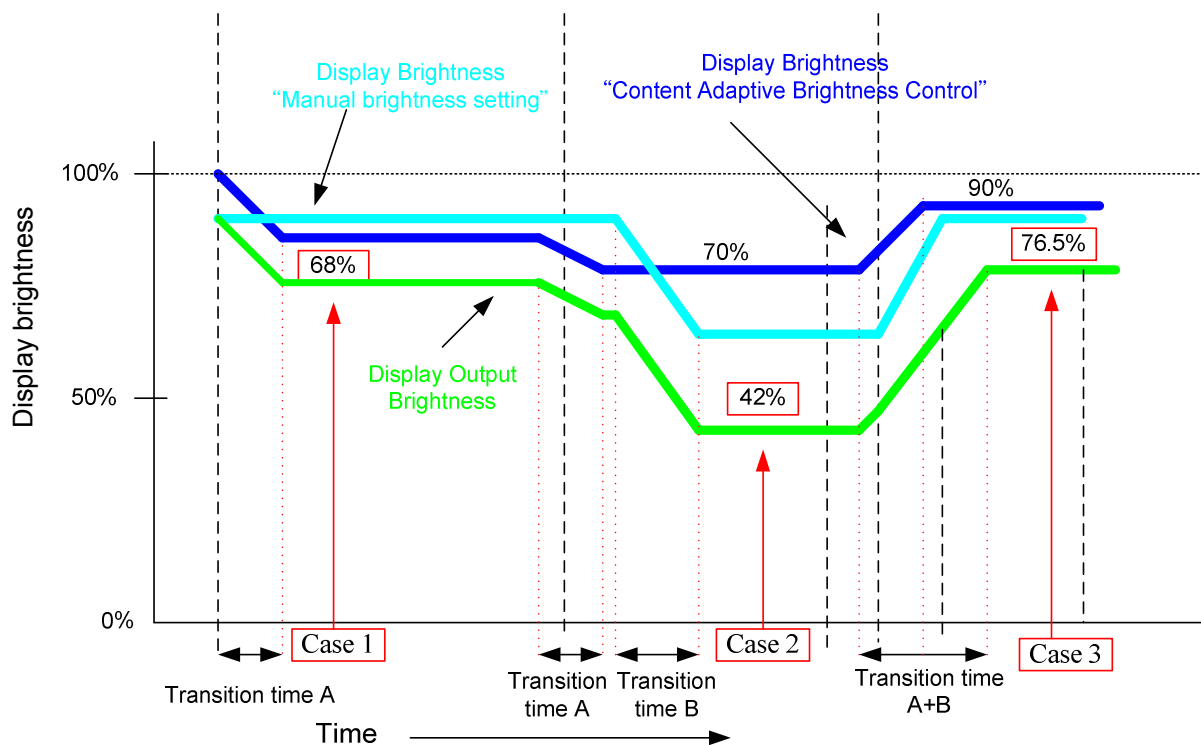 Display Brightness
“Manual brightness setting”
Display Brightness
“Content Adaptive Brightness Control”
100%
90%
76.5%
68%
70%
Display Output
Brightness
50%
42%
Display brightness
0%
Case 1
Case 2
Case 3
Transition time A
Transition
time A
Transition
time B
Transition time
A+B
Time